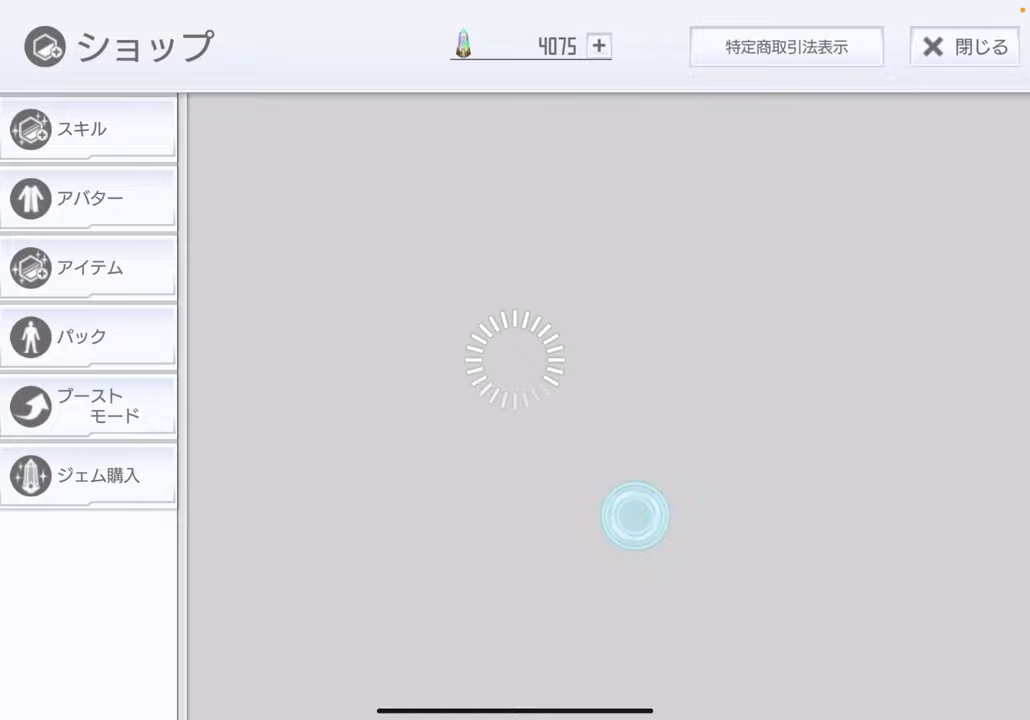 ショップ
4075
特定商取引法表示
閉じる
スキル
アバター
アイテム
パック
ブースト
モード
ジェム購入